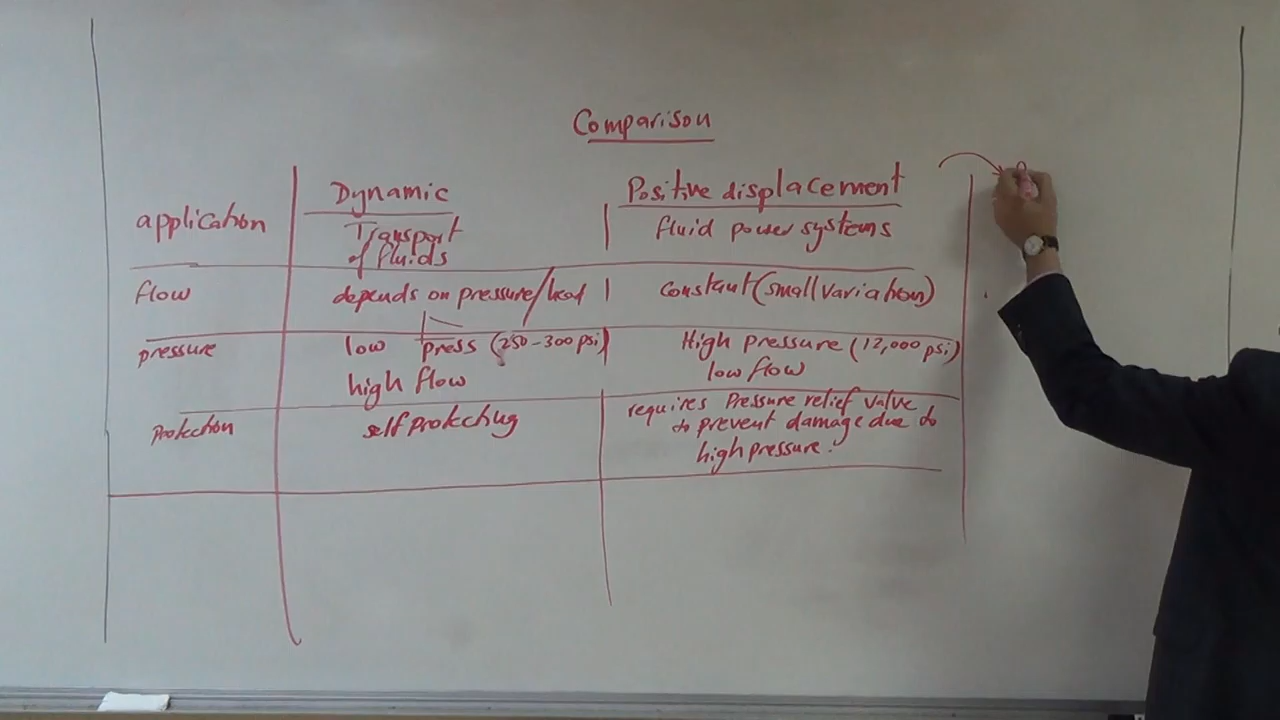 Comparison
Dynamic
Positive displacement
application
Transport
of fluids
fluid power systems
flow
depends on pressure/head
constant (small variation)
pressure
low press (250-300 psi)
high flow
High pressure (12,000 psi)
low flow
Protection
self protecting
requires Pressure relief valve
to prevent damage due to
high pressure.